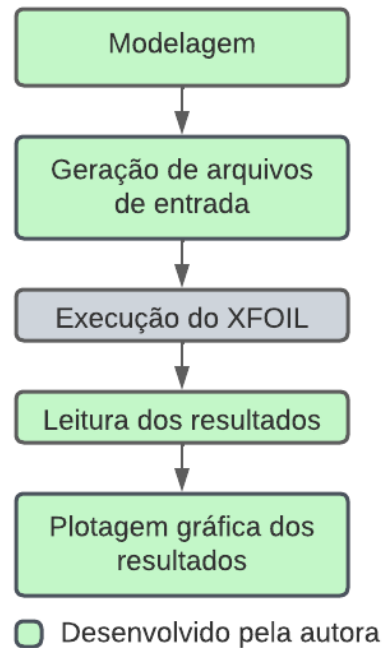 Modelagem
Geração de arquivos
de entrada
Execução do XFOIL
Leitura dos resultados
Plotagem gráfica dos
resultados
Desenvolvido pela autora